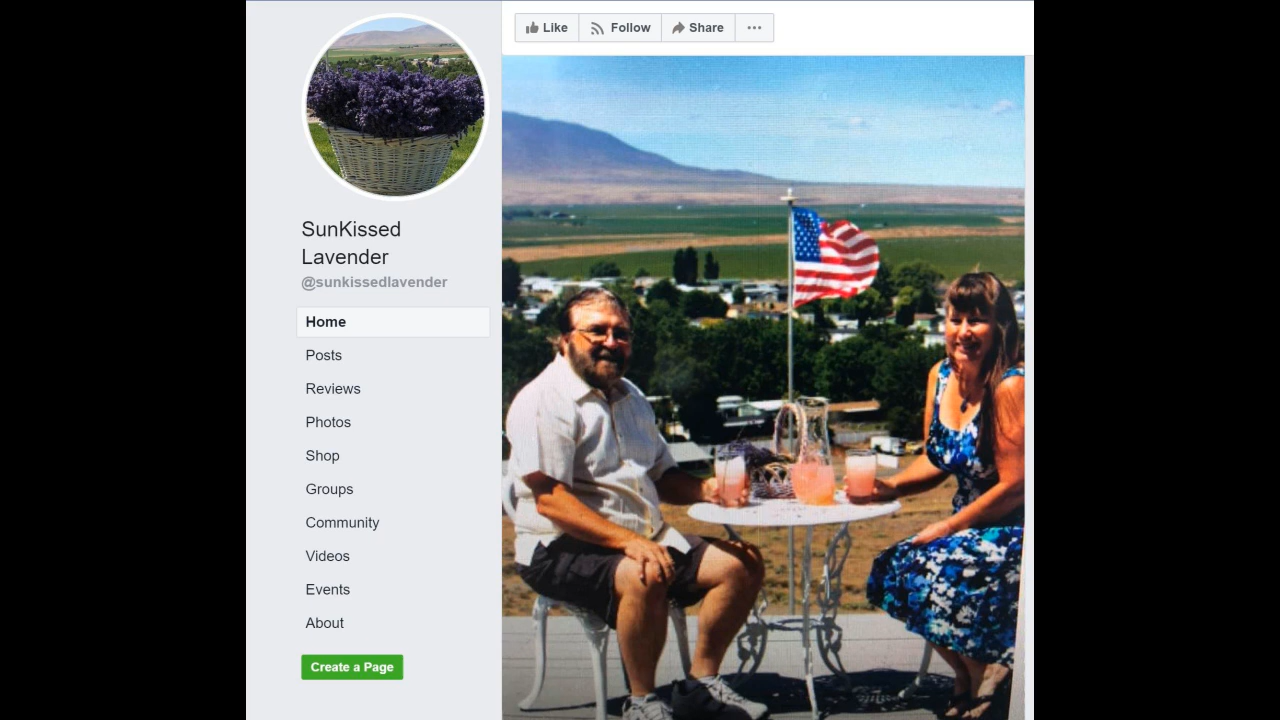 Like
Follow
Share
SunKissed
Lavender
@sunkissedlavender
Home
Posts
Reviews
Photos
Shop
Groups
Community
Videos
Events
About
Create a Page